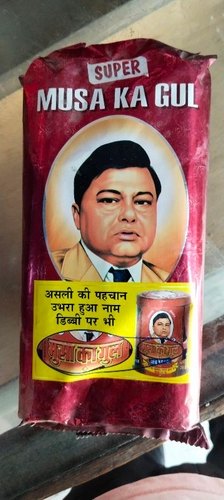 SUPER
MUSA KA GUL
असली की पहचान
उभरा हुआ नाम
डिब्बी पर भी
मूसा का गुल
मूसा का गुल